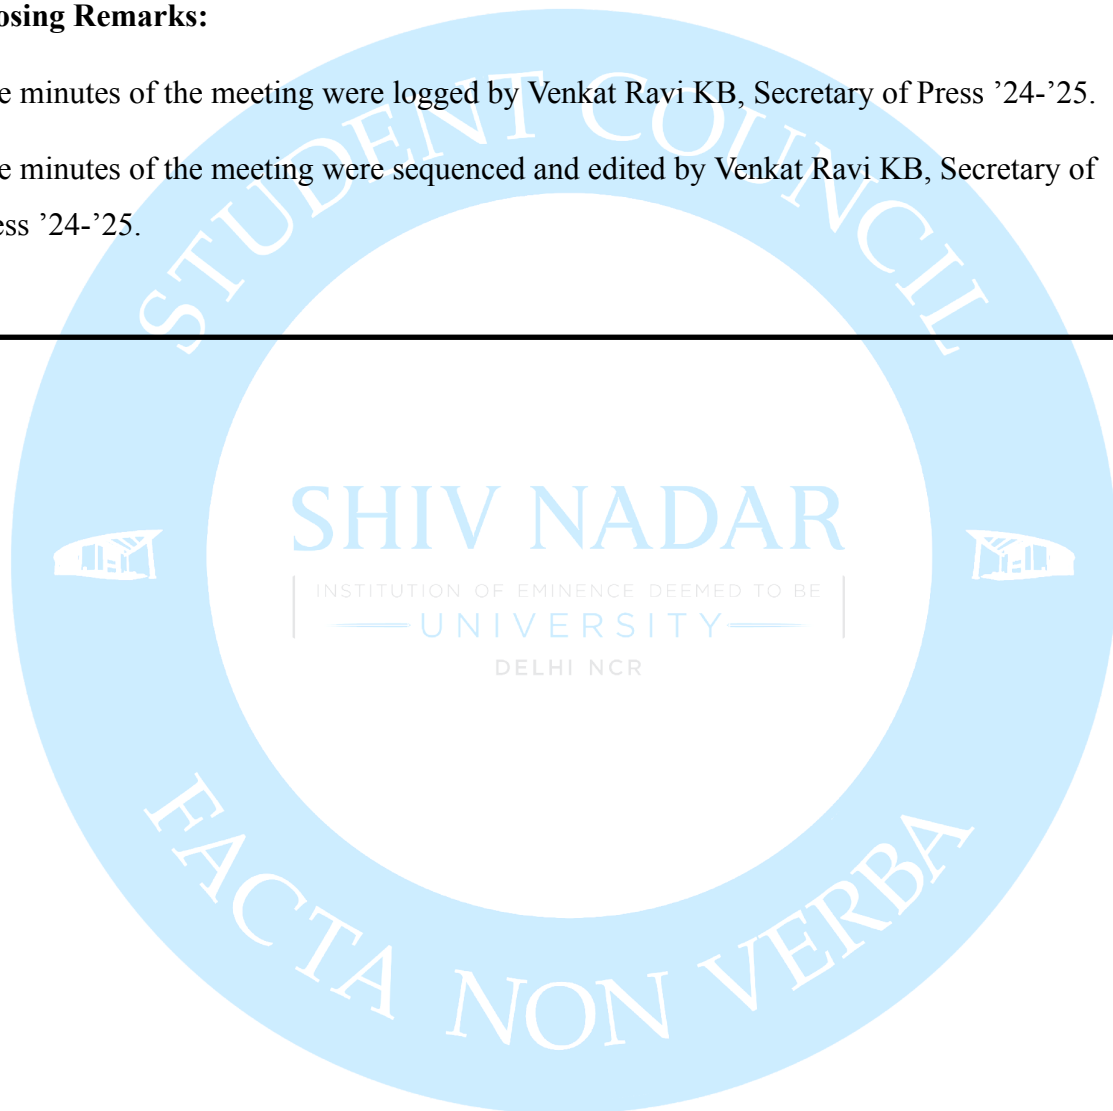 osing Remarks:
e minutes of the meeting were logged by Venkat Ravi KB, Secretary of Press ’24-’25.
e minutes of the meeting were sequenced and edited by Venkat Ravi KB, Secretary of
ess ’24-’25.
STUDENT COUNCIL
SHIV NADAR
INSTITUTION OF EMINENCE DEEMED TO BE
UNIVERSITY
DELHI NCR
FACTA NON VERBA